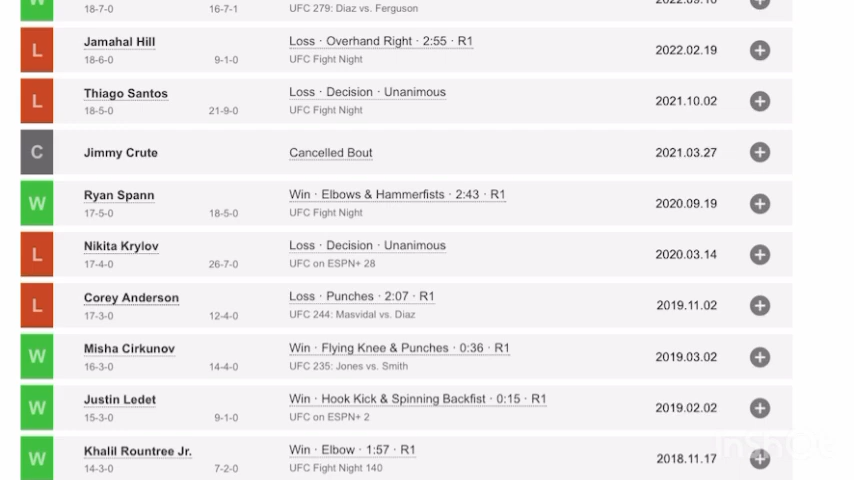 W
18-7-0 16-7-1 UFC 279: Diaz vs. Ferguson 2022.09.10
L Jamahal Hill Loss · Overhand Right · 2:55 · R1 2022.02.19
18-6-0 9-1-0 UFC Fight Night
L Thiago Santos Loss · Decision · Unanimous 2021.10.02
18-5-0 21-9-0 UFC Fight Night
C Jimmy Crute Cancelled Bout 2021.03.27
W Ryan Spann Win · Elbows & Hammerfists · 2:43 · R1 2020.09.19
17-5-0 18-5-0 UFC Fight Night
L Nikita Krylov Loss · Decision · Unanimous 2020.03.14
17-4-0 26-7-0 UFC on ESPN+ 28
L Corey Anderson Loss · Punches · 2:07 · R1 2019.11.02
17-3-0 12-4-0 UFC 244: Masvidal vs. Diaz
W Misha Cirkunov Win · Flying Knee & Punches · 0:36 · R1 2019.03.02
16-3-0 14-4-0 UFC 235: Jones vs. Smith
W Justin Ledet Win · Hook Kick & Spinning Backfist · 0:15 · R1 2019.02.02
15-3-0 9-1-0 UFC on ESPN+ 2
W Khalil Rountree Jr. Win · Elbow · 1:57 · R1 2018.11.17
14-3-0 7-2-0 UFC Fight Night 140
InShOt